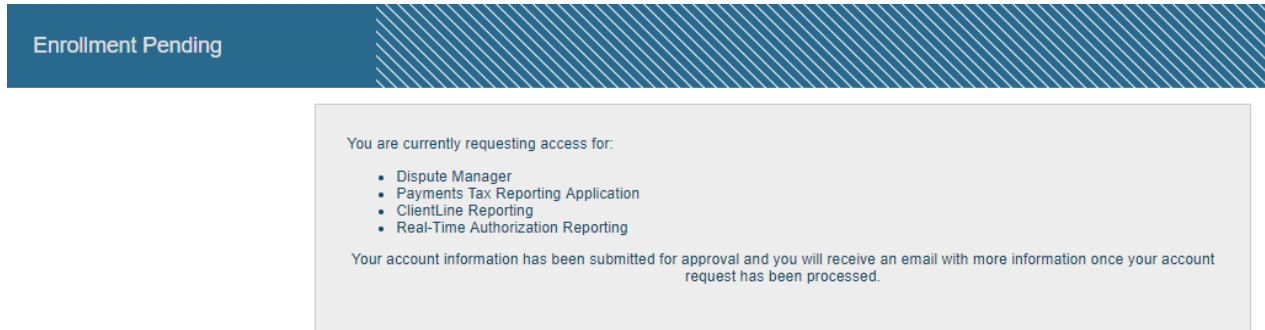 Enrollment Pending
You are currently requesting access for:
• Dispute Manager
• Payments Tax Reporting Application
• ClientLine Reporting
• Real-Time Authorization Reporting
Your account information has been submitted for approval and you will receive an email with more information once your account
request has been processed.